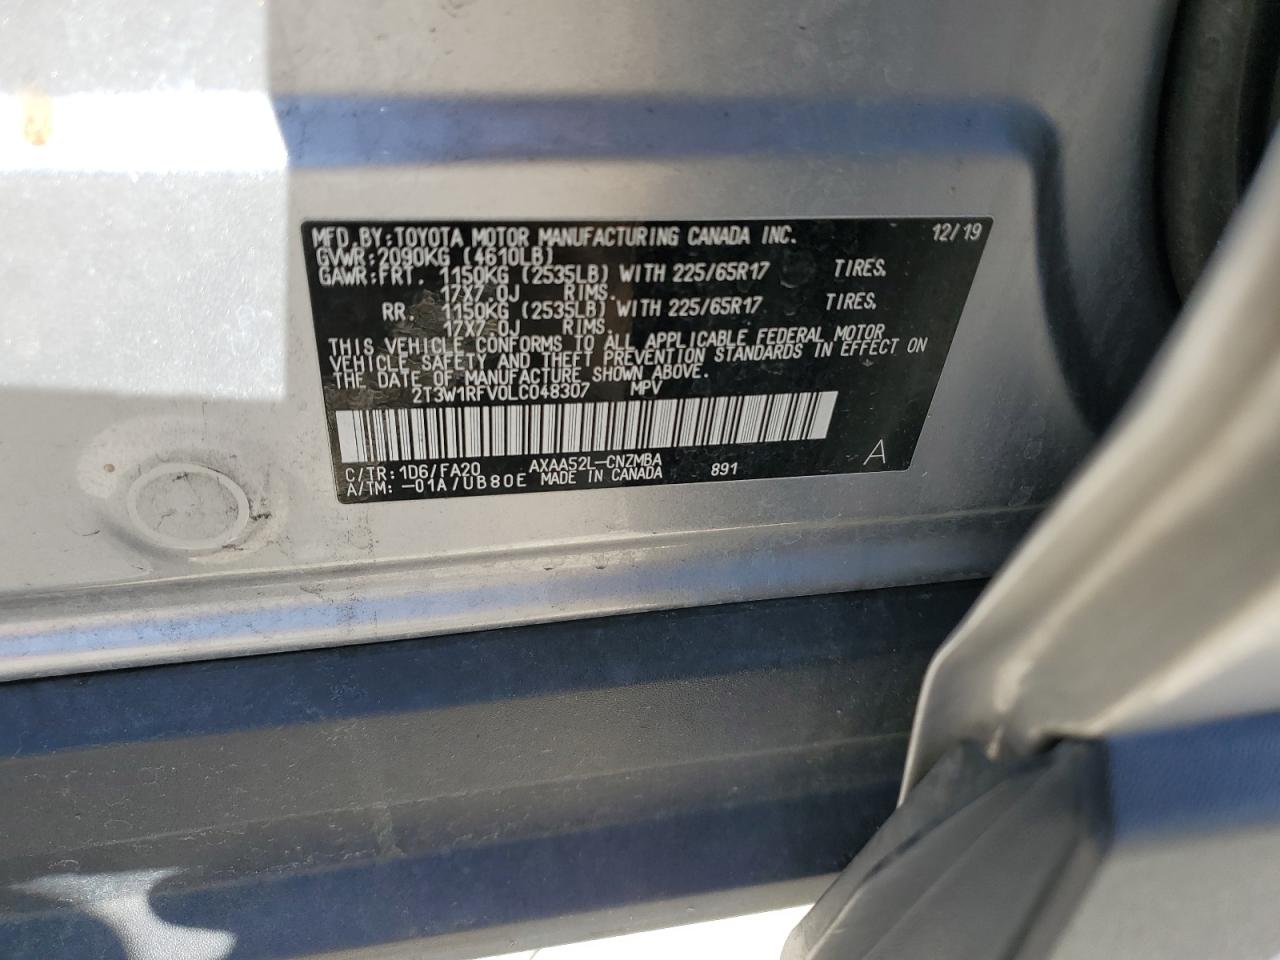 MFD.BY:TOYOTA MOTOR MANUFACTURING CANADA INC. 12/19
GVWR:2090KG (4610LB)
GAWR:FRT. 1150KG (2535LB) WITH 225/65R17 TIRES,
17X7.0J RIMS.
RR. 1150KG (2535LB) WITH 225/65R17 TIRES,
17X7.0J RIMS.
THIS VEHICLE CONFORMS TO ALL APPLICABLE FEDERAL MOTOR
VEHICLE SAFETY AND THEFT PREVENTION STANDARDS IN EFFECT ON
THE DATE OF MANUFACTURE SHOWN ABOVE.
2T3W1RFV0LC048307 MPV
C/TR:1D6/FA20 AXAA52L-CNZMBA 891 A
A/TM:-01A/UB80E MADE IN CANADA